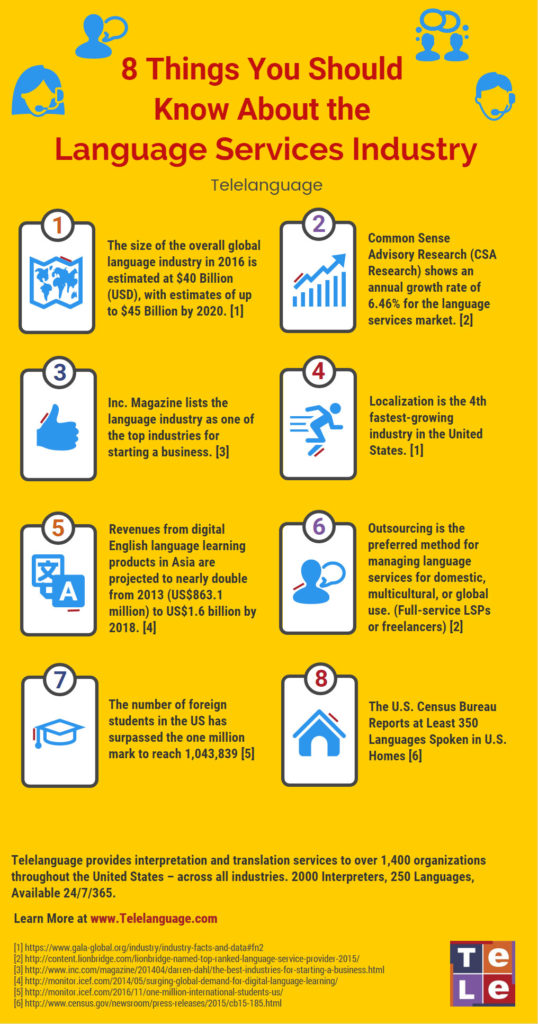 8 Things You Should
Know About the
Language Services Industry
Telelanguage
1
The size of the overall global
language industry in 2016 is
estimated at $40 Billion
(USD), with estimates of up
to $45 Billion by 2020. [1]
2
Common Sense
Advisory Research (CSA
Research) shows an
annual growth rate of
6.46% for the language
services market. [2]
3
Inc. Magazine lists the
language industry as one of
the top industries for
starting a business. [3]
4
Localization is the 4th
fastest-growing
industry in the United
States. [1]
5
文
A
Revenues from digital
English language learning
products in Asia are
projected to nearly double
from 2013 (US$863.1
million) to US$1.6 billion by
2018. [4]
6
Outsourcing is the
preferred method for
managing language
services for domestic,
multicultural, or global
use. (Full-service LSPs
or freelancers) [2]
7
The number of foreign
students in the US has
surpassed the one million
mark to reach 1,043,839 [5]
8
The U.S. Census Bureau
Reports at Least 350
Languages Spoken in U.S.
Homes [6]
Telelanguage provides interpretation and translation services to over 1,400 organizations
throughout the United States – across all industries. 2000 Interpreters, 250 Languages,
Available 24/7/365.
Learn More at www.Telelanguage.com
[1] https://www.gala-global.org/industry/industry-facts-and-data#fn2
[2] http://content.lionbridge.com/lionbridge-named-top-ranked-language-service-provider-2015/
[3] http://www.inc.com/magazine/201404/darren-dahl/the-best-industries-for-starting-a-business.html
[4] http://monitor.icef.com/2014/05/surging-global-demand-for-digital-language-learning/
[5] http://monitor.icef.com/2016/11/one-million-international-students-us/
[6] http://www.census.gov/newsroom/press-releases/2015/cb15-185.html
Te
Le